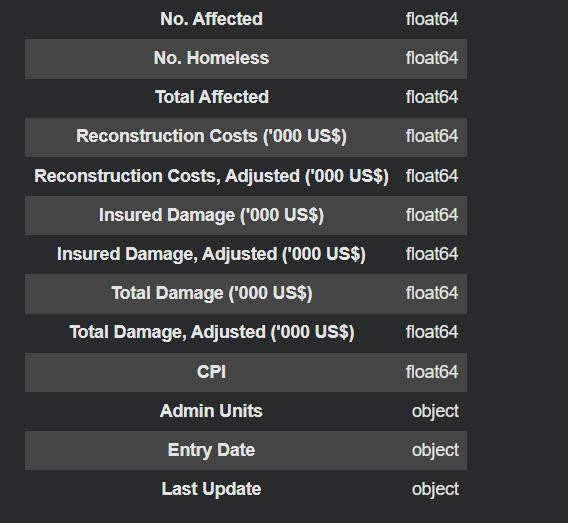 No. Affected float64
No. Homeless float64
Total Affected float64
Reconstruction Costs ('000 US$) float64
Reconstruction Costs, Adjusted ('000 US$) float64
Insured Damage ('000 US$) float64
Insured Damage, Adjusted ('000 US$) float64
Total Damage ('000 US$) float64
Total Damage, Adjusted ('000 US$) float64
CPI float64
Admin Units object
Entry Date object
Last Update object